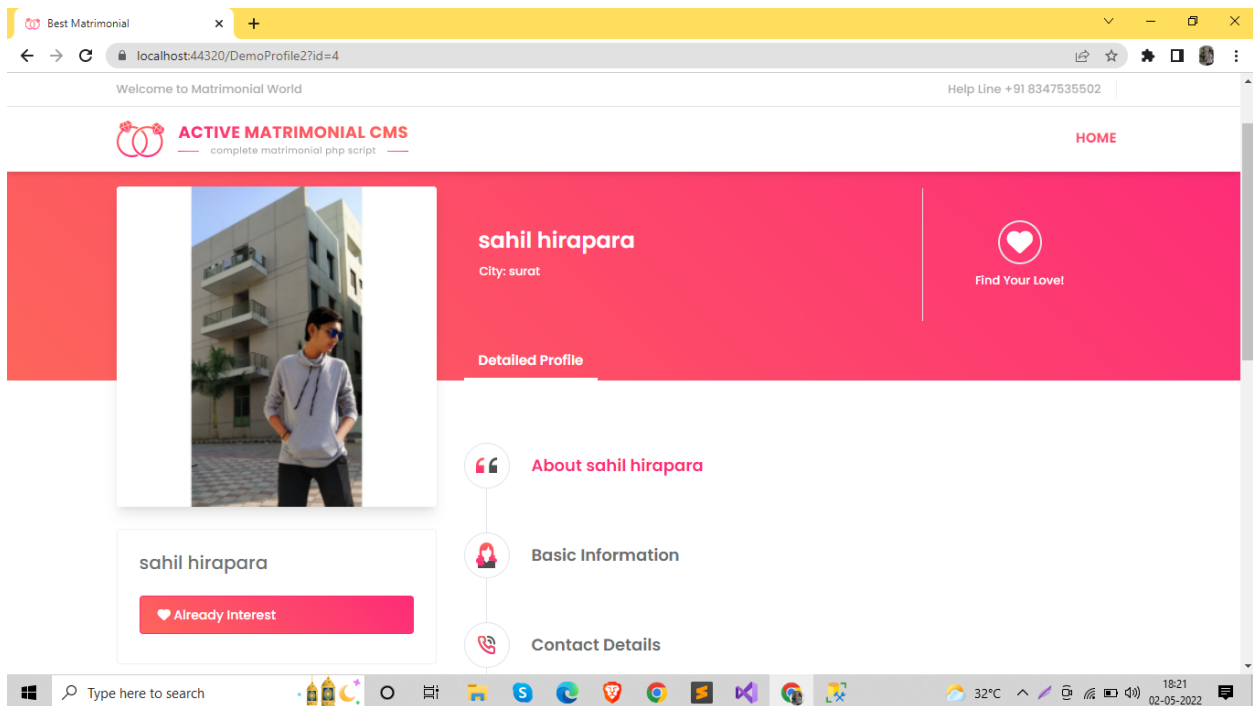 Best Matrimonial
localhost:44320/DemoProfile2?id=4
Welcome to Matrimonial World
Help Line +91 8347535502
ACTIVE MATRIMONIAL CMS
complete matrimonial php script
HOME
sahil hirapara
City: surat
Find Your Love!
Detailed Profile
About sahil hirapara
sahil hirapara
Already Interest
Basic Information
Contact Details
Type here to search
32°C
18:21
02-05-2022